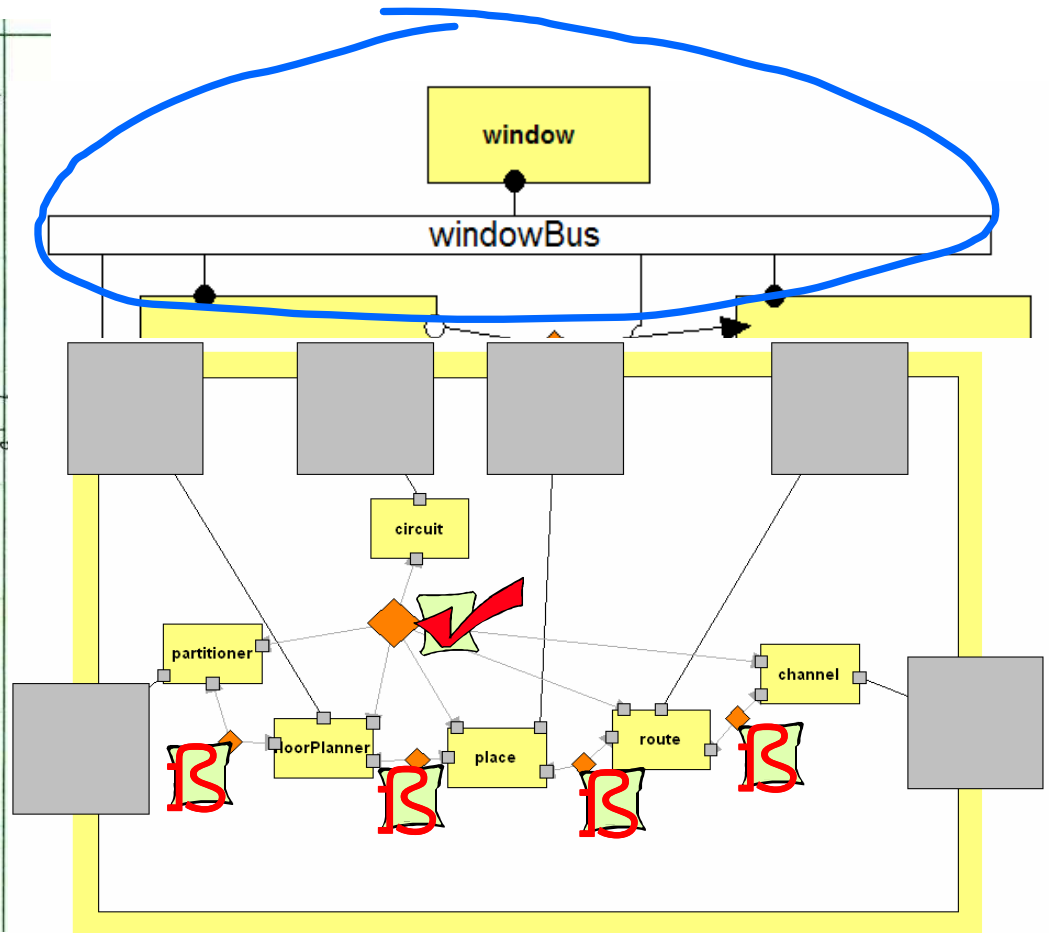 window
windowBus
circuit
partitioner
channel
loorPlanner
place
route
B
B
B
B